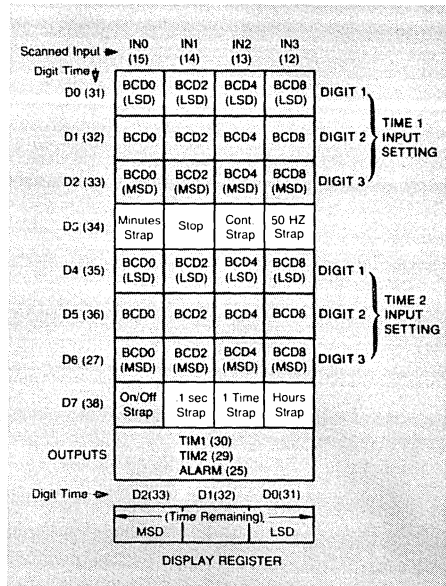 Scanned Input IN0 IN1 IN2 IN3
(15) (14) (13) (12)
Digit Time
D0 (31) BCD0 (LSD) BCD2 (LSD) BCD4 (LSD) BCD8 (LSD) DIGIT 1
D1 (32) BCD0 BCD2 BCD4 BCD8 DIGIT 2 TIME 1 INPUT SETTING
D2 (33) BCD0 (MSD) BCD2 (MSD) BCD4 (MSD) BCD8 (MSD) DIGIT 3
D3 (34) Minutes Strap Stop Cont. Strap 50 HZ Strap
D4 (35) BCD0 (LSD) BCD2 (LSD) BCD4 (LSD) BCD8 (LSD) DIGIT 1
D5 (36) BCD0 BCD2 BCD4 BCD8 DIGIT 2 TIME 2 INPUT SETTING
D6 (27) BCD0 (MSD) BCD2 (MSD) BCD4 (MSD) BCD8 (MSD) DIGIT 3
D7 (38) On/Off Strap .1 sec Strap 1 Time Strap Hours Strap
OUTPUTS TIM1 (30)
TIM2 (29)
ALARM (25)
Digit Time D2(33) D1(32) D0(31)
(Time Remaining)
MSD LSD
DISPLAY REGISTER